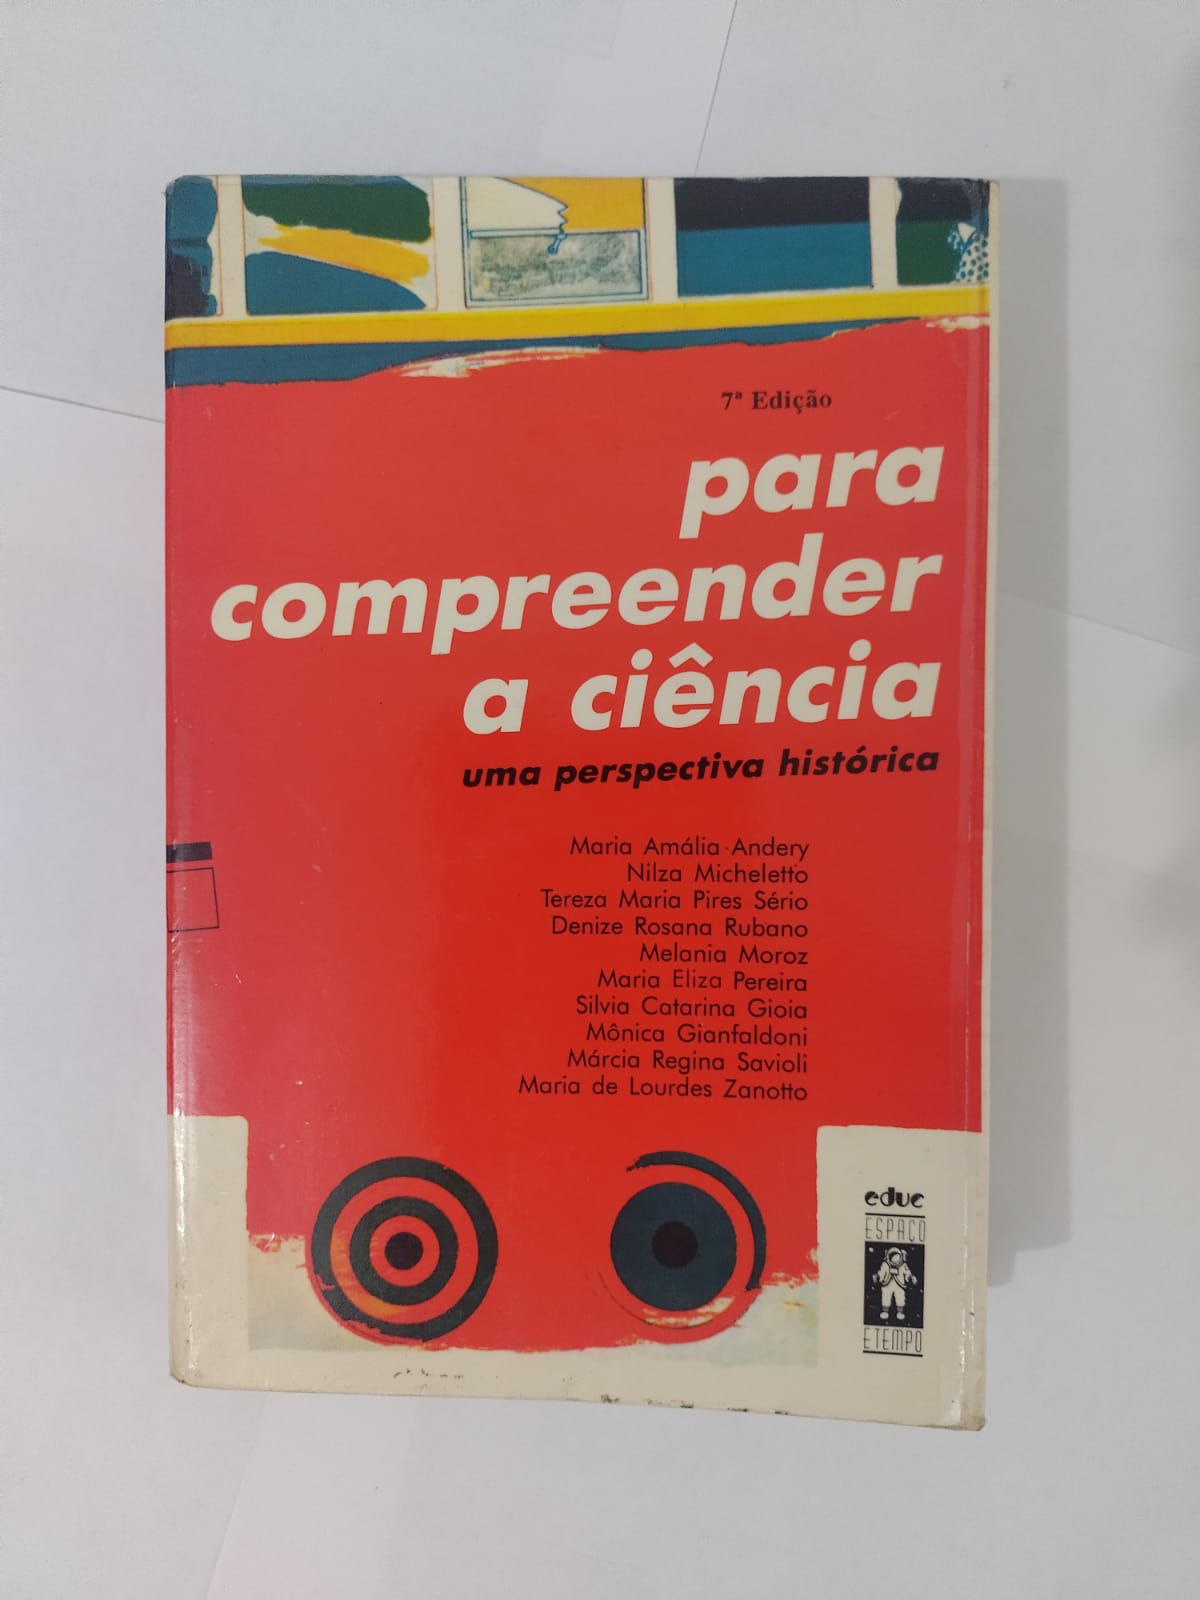 7ª Edição
para
compreender
a ciência
uma perspectiva histórica
Maria Amália Andery
Nilza Micheletto
Tereza Maria Pires Sério
Denize Rosana Rubano
Melania Moroz
Maria Eliza Pereira
Silvia Catarina Gioia
Mônica Gianfaldoni
Márcia Regina Savioli
Maria de Lourdes Zanotto
educ
ESPAÇO
E TEMPO